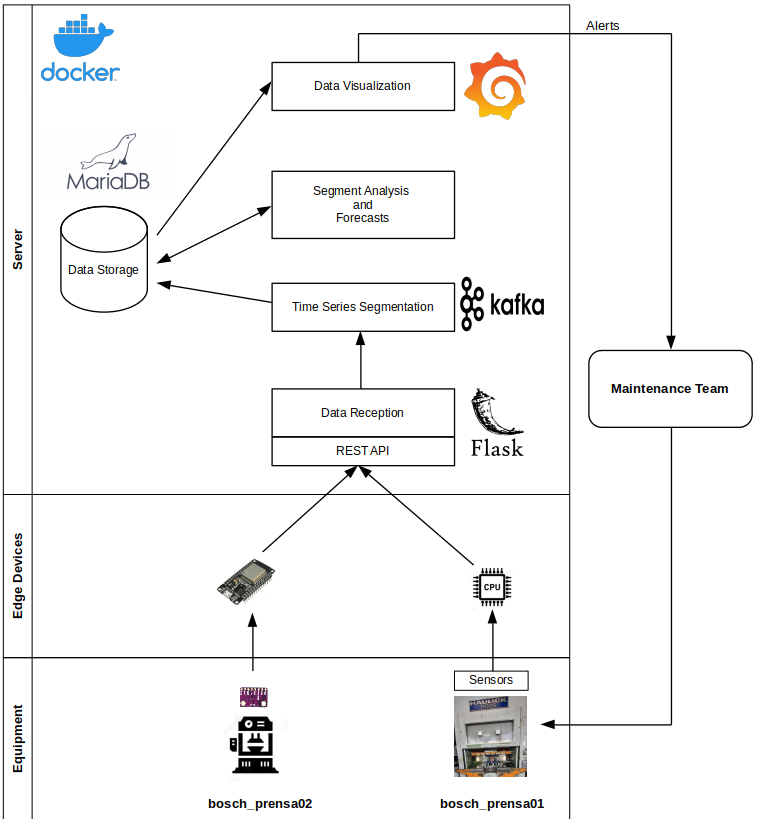 Alerts
docker
Data Visualization
MariaDB
Segment Analysis
and
Forecasts
Server
Data Storage
Time Series Segmentation
kafka
Maintenance Team
Data Reception
REST API
Flask
Edge Devices
CPU
Equipment
Sensors
HAULICK
bosch_prensa02
bosch_prensa01